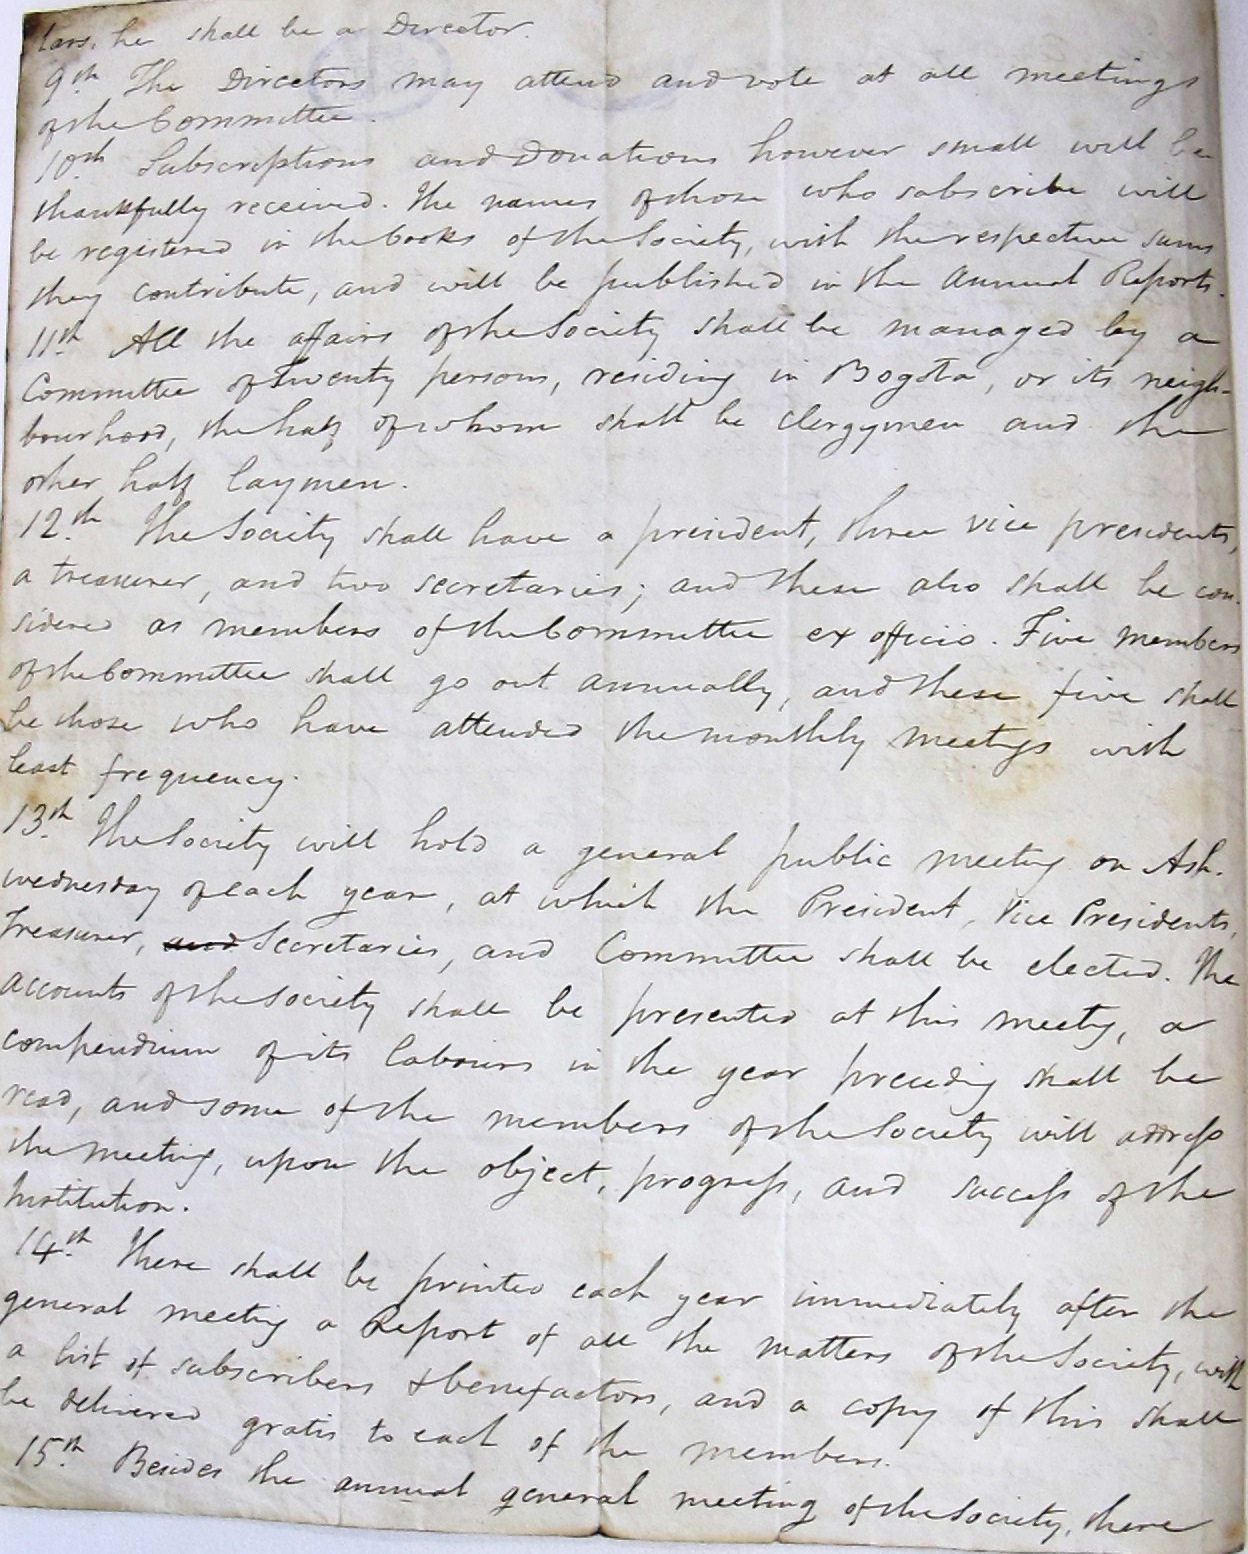 lars, he shall be a Director.
9th. The Directors may attend and vote at all meetings
of the Committee.
10th. Subscriptions and Donations however small will be
thankfully received. The names of those who subscribe will
be registered in the books of the Society, with the respective sums
they contribute, and will be published in the Annual Reports.
11th. All the affairs of the Society shall be managed by a
Committee of Twenty persons, residing in Bogota, or its neigh-
bourhood, the half of whom shall be clergymen and the
other half laymen.
12th. The Society shall have a president, three vice presidents,
a treasurer, and two secretaries; and these also shall be con-
sidered as members of the Committee ex officio. Five members
of the Committee shall go out annually, and these five shall
be those who have attended the monthly meetings with
least frequency.
13th. The Society will hold a general public meeting on Ash-
wednesday of each year, at which the President, Vice Presidents,
Treasurer, and Secretaries, and Committee shall be elected. The
accounts of the Society shall be presented at this meeting, a
compendium of its labours in the year preceding shall be
read, and some of the members of the Society will address
the meeting, upon the object, progress, and success of the
Institution.
14th. There shall be printed each year immediately after the
general meeting a Report of all the matters of the Society, with
a list of subscribers & benefactors, and a copy of this shall
be delivered gratis to each of the members.
15th. Besides the annual general meeting of the Society, there